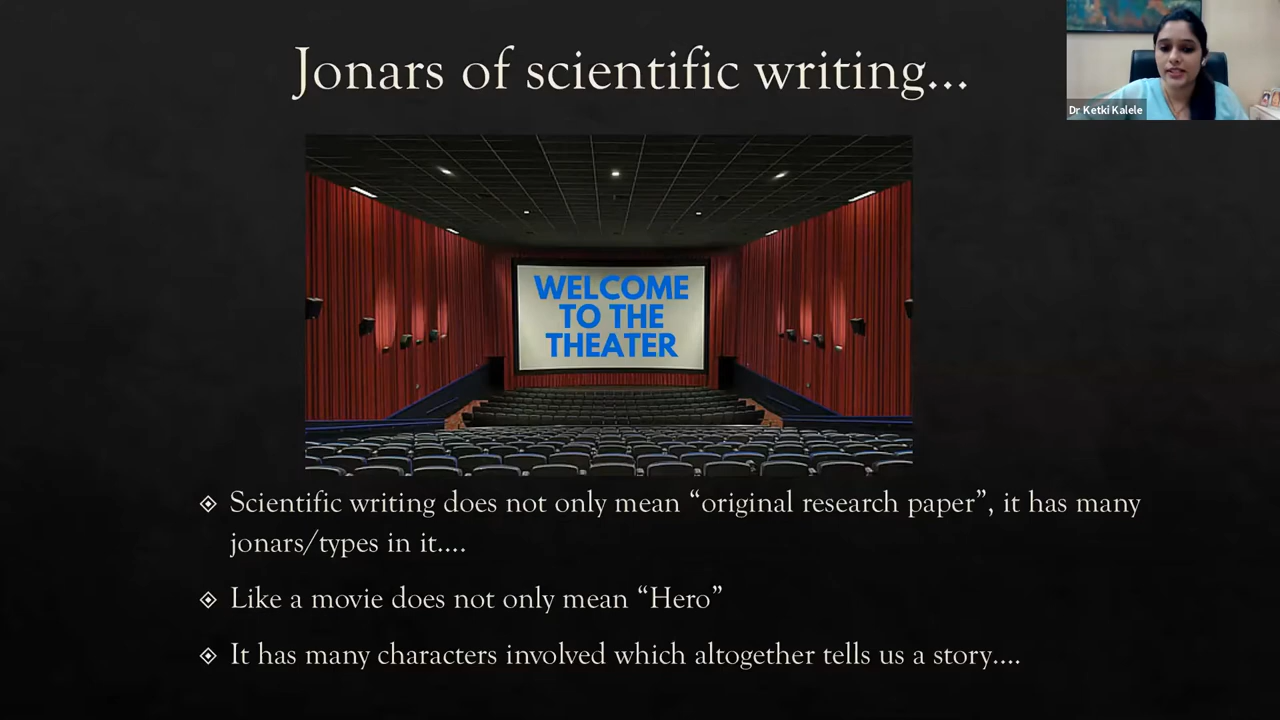 Jonars of scientific writing...
Dr Ketki Kalele
WELCOME
TO THE
THEATER
Scientific writing does not only mean “original research paper”, it has many
jonars/types in it....
Like a movie does not only mean “Hero”
It has many characters involved which altogether tells us a story....